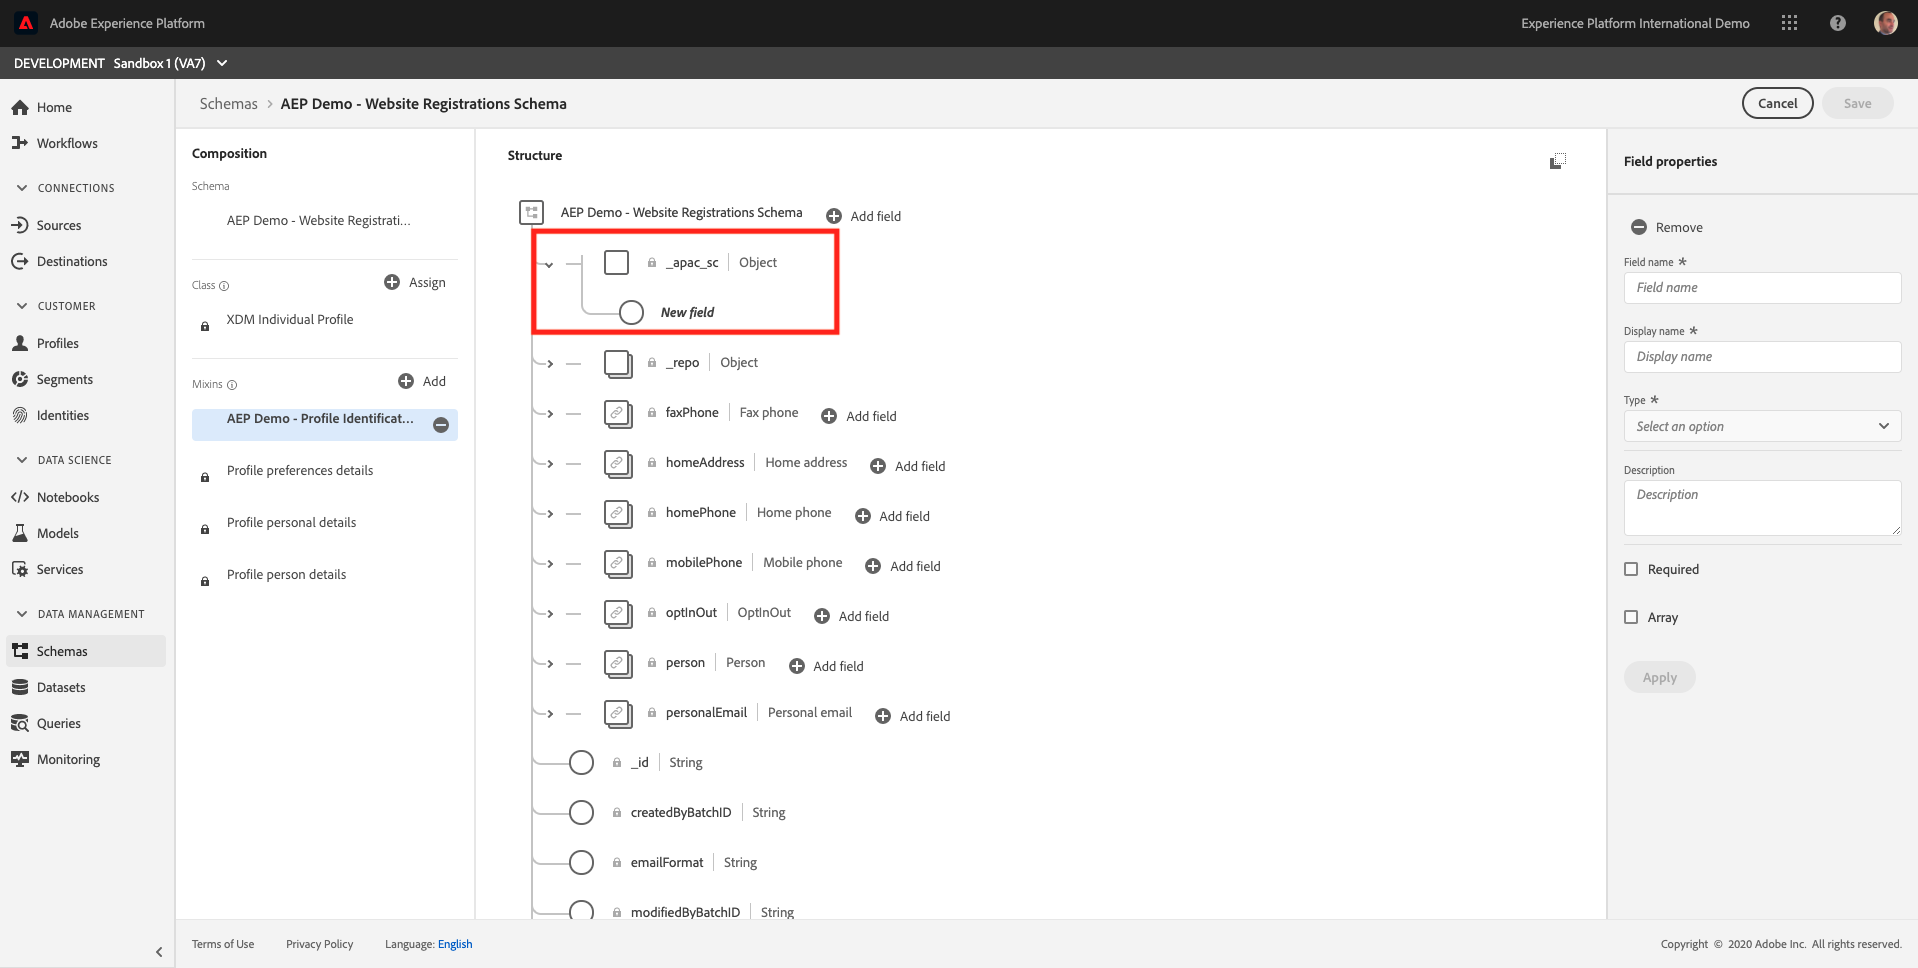 Adobe Experience Platform
Experience Platform International Demo
DEVELOPMENT Sandbox 1 (VA7)
Home
Workflows
CONNECTIONS
Sources
Destinations
CUSTOMER
Profiles
Segments
Identities
DATA SCIENCE
Notebooks
Models
Services
DATA MANAGEMENT
Schemas
Datasets
Queries
Monitoring
Schemas > AEP Demo - Website Registrations Schema
Cancel
Save
Composition
Schema
AEP Demo - Website Registrati...
Class
Assign
XDM Individual Profile
Mixins
Add
AEP Demo - Profile Identificat...
Profile preferences details
Profile personal details
Profile person details
Structure
AEP Demo - Website Registrations Schema Add field
_apac_sc Object
New field
_repo Object
faxPhone Fax phone Add field
homeAddress Home address Add field
homePhone Home phone Add field
mobilePhone Mobile phone Add field
optInOut OptInOut Add field
person Person Add field
personalEmail Personal email Add field
_id String
createdByBatchID String
emailFormat String
modifiedByBatchID String
Field properties
Remove
Field name *
Field name
Display name *
Display name
Type *
Select an option
Description
Description
Required
Array
Apply
Terms of Use Privacy Policy Language: English
Copyright © 2020 Adobe Inc. All rights reserved.